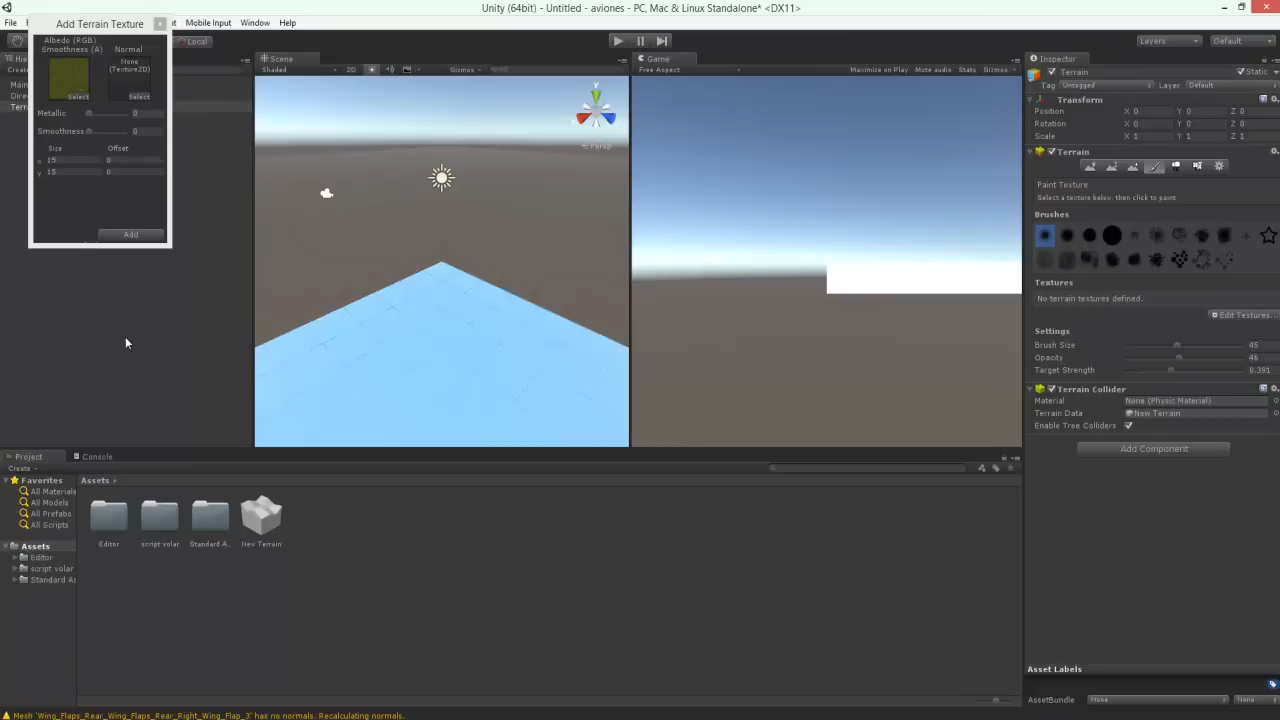 Unity (64bit) - Untitled - aviones - PC, Mac & Linux Standalone* <DX11>
File
Mobile Input Window Help
Add Terrain Texture
Albedo (RGB)
Smoothness (A) Normal
None
(Texture2D)
Select Select
Metallic 0
Smoothness 0
Size Offset
x 15 0
y 15 0
Add
Local
Layers Default
Scene
Shaded 2D Gizmos
Persp
Game
Free Aspect Maximize on Play Mute audio Stats Gizmos
Inspector
Terrain Static
Tag Untagged Layer Default
Transform
Position X 0 Y 0 Z 0
Rotation X 0 Y 0 Z 0
Scale X 1 Y 1 Z 1
Terrain
Paint Texture
Select a texture below, then click to paint
Brushes
Textures
No terrain textures defined.
Edit Textures...
Settings
Brush Size 45
Opacity 46
Target Strength 0.391
Terrain Collider
Material None (Physic Material)
Terrain Data New Terrain
Enable Tree Colliders
Add Component
Project Console
Create
Favorites
All Materials
All Models
All Prefabs
All Scripts
Assets
Editor
script volar
Standard As
Assets
Editor script volar Standard A... New Terrain
Asset Labels
AssetBundle None None
Mesh 'Wing_Flaps_Rear_Wing_Flaps_Rear_Right_Wing_Flap_3' has no normals. Recalculating normals.